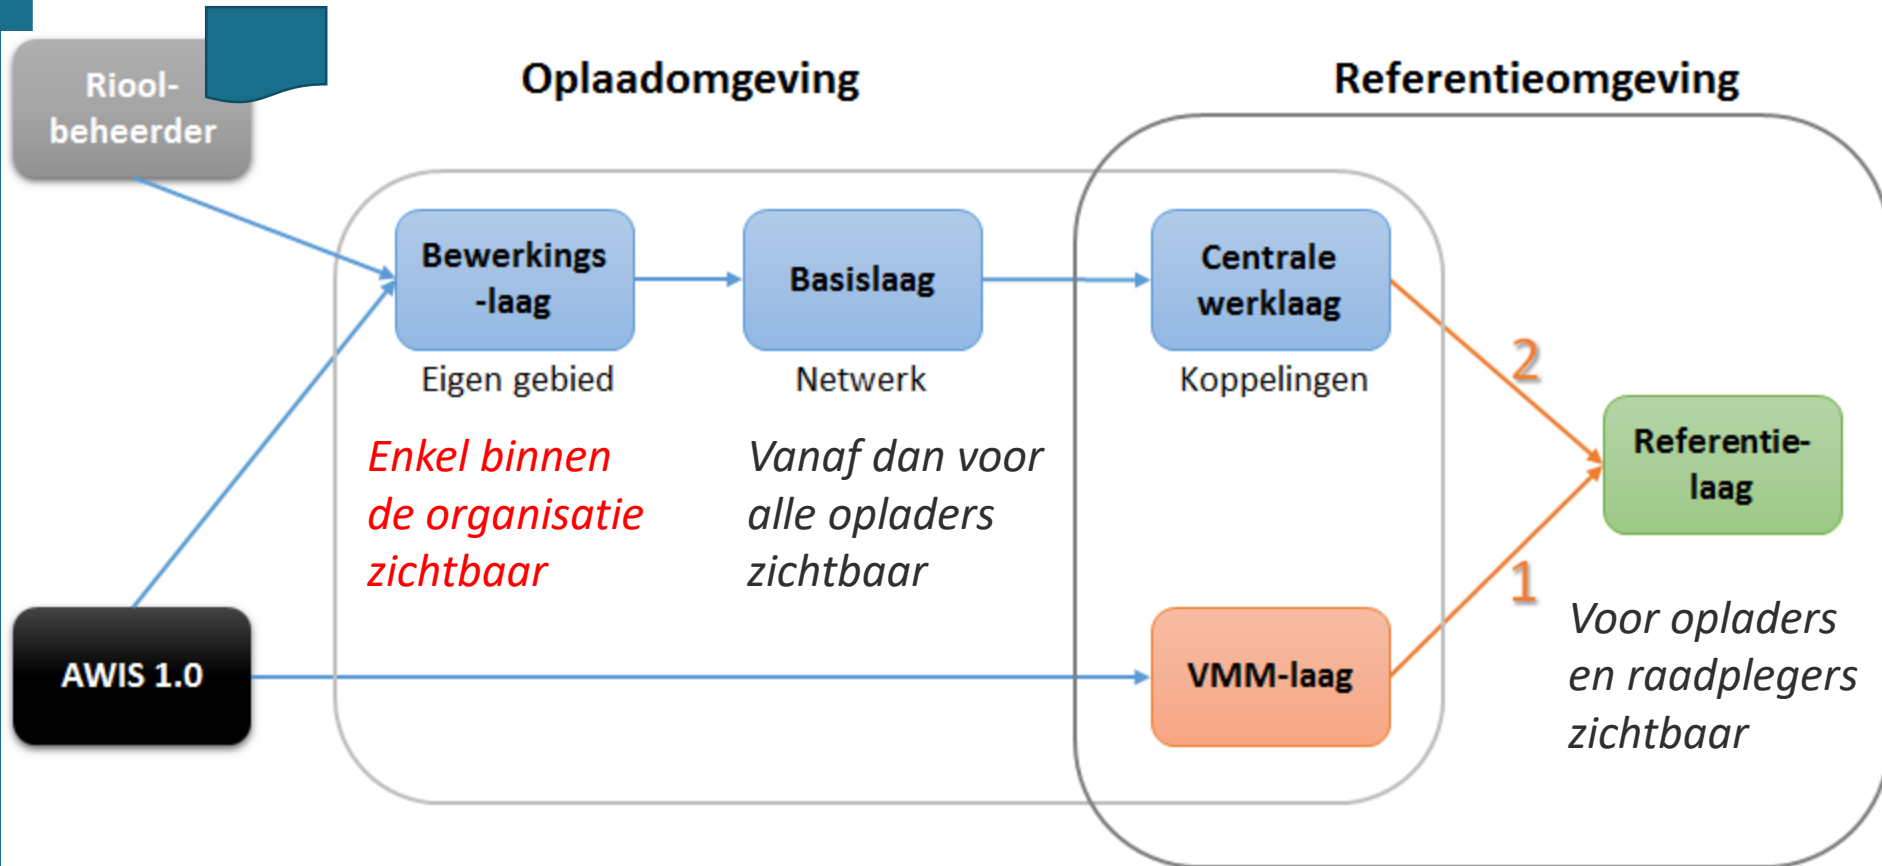 Oplaadomgeving
Referentieomgeving
Riool-
beheerder
Bewerkings
-laag
Eigen gebied
Enkel binnen
de organisatie
zichtbaar
Basislaag
Netwerk
Vanaf dan voor
alle opladers
zichtbaar
Centrale
werklaag
Koppelingen
2
Referentie-
laag
1
Voor opladers
en raadplegers
zichtbaar
AWIS 1.0
VMM-laag